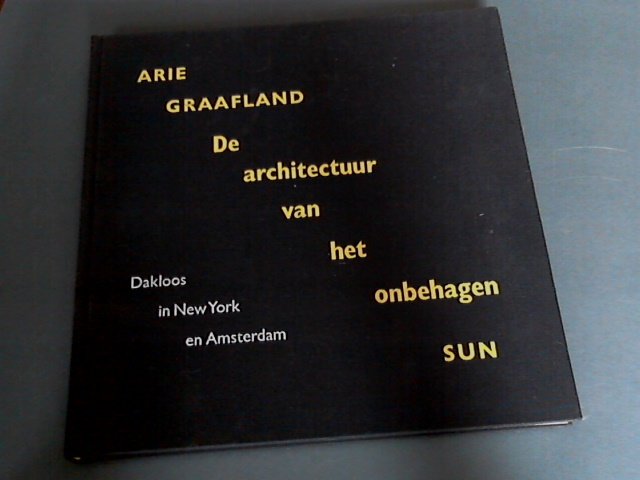 ARIE
GRAAFLAND
De
architectuur
van
het
onbehagen
Dakloos
in New York
en Amsterdam
SUN